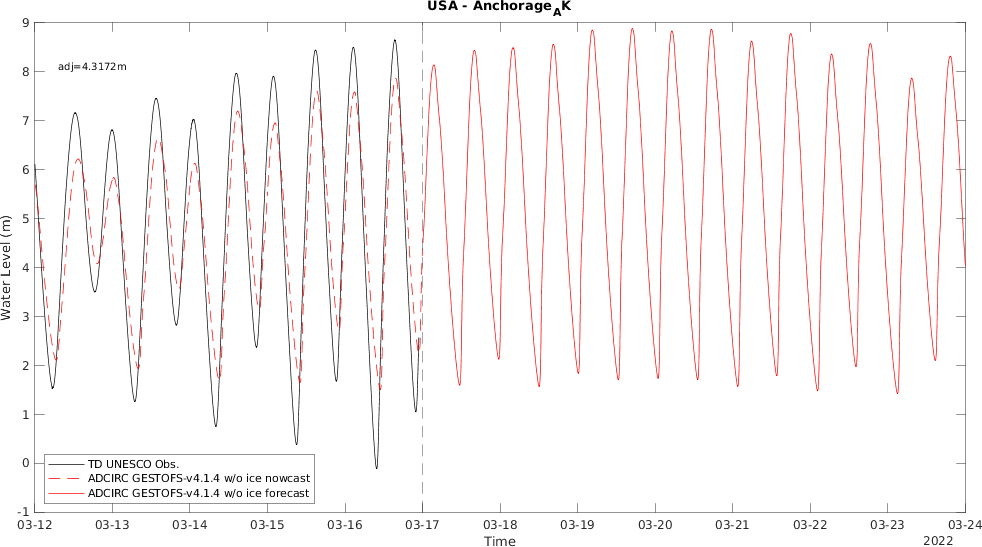 USA - Anchorage_AK
adj=4.3172m
9
8
7
6
5
4
3
2
1
0
-1
Water Level (m)
TD UNESCO Obs.
ADCIRC GESTOFS-v4.1.4 w/o ice nowcast
ADCIRC GESTOFS-v4.1.4 w/o ice forecast
03-12 03-13 03-14 03-15 03-16 03-17 03-18 03-19 03-20 03-21 03-22 03-23 03-24
Time
2022